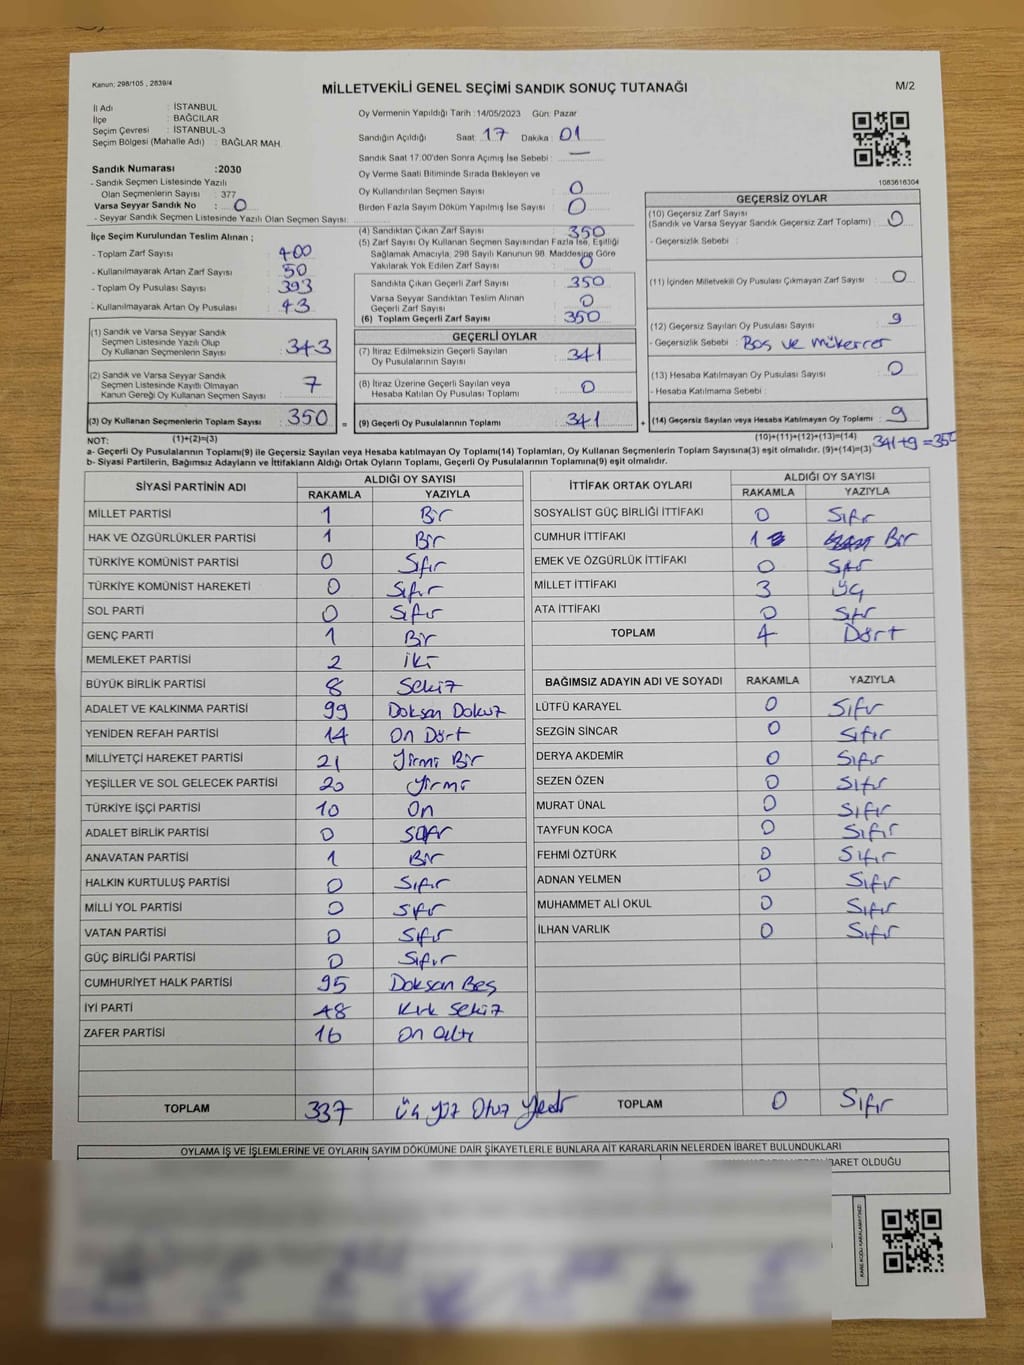 Kanun; 298/105 , 2839/4
MİLLETVEKİLİ GENEL SEÇİMİ SANDIK SONUÇ TUTANAĞI
M/2
İl Adı : İSTANBUL
İlçe : BAĞCILAR
Seçim Çevresi : İSTANBUL-3
Seçim Bölgesi (Mahalle Adı) : BAĞLAR MAH.
Sandık Numarası :2030
- Sandık Seçmen Listesinde Yazılı
Olan Seçmenlerin Sayısı : 377
Varsa Seyyar Sandık No : 0
- Seyyar Sandık Seçmen Listesinde Yazılı Olan Seçmen Sayısı:
Oy Vermenin Yapıldığı Tarih :14/05/2023 Gün: Pazar
Sandığın Açıldığı Saat: 17 Dakika: 01
Sandık Saat 17:00'den Sonra Açımış İse Sebebi : —
Oy Verme Saati Bitiminde Sırada Bekleyen ve
Oy Kullandırılan Seçmen Sayısı : 0
Birden Fazla Sayım Döküm Yapılmış İse Sayısı : 0
1083616304
İlçe Seçim Kurulundan Teslim Alınan ;
- Toplam Zarf Sayısı : 400
- Kullanılmayarak Artan Zarf Sayısı : 50
- Toplam Oy Pusulası Sayısı : 393
- Kullanılmayarak Artan Oy Pusulası : 43
(1) Sandık ve Varsa Seyyar Sandık
Seçmen Listesinde Yazılı Olup
Oy Kullanan Seçmenlerin Sayısı : 343
(2) Sandık ve Varsa Seyyar Sandık
Seçmen Listesinde Kayıtlı Olmayan
Kanun Gereği Oy Kullanan Seçmen Sayısı : 7
(3) Oy Kullanan Seçmenlerin Toplam Sayısı : 350 =
(4) Sandıktan Çıkan Zarf Sayısı : 350
(5) Zarf Sayısı Oy Kullanan Seçmen Sayısından Fazla İse, Eşitliği
Sağlamak Amacıyla, 298 Sayılı Kanunun 98. Maddesine Göre
Yakılarak Yok Edilen Zarf Sayısı : 0
Sandıkta Çıkan Geçerli Zarf Sayısı : 350
Varsa Seyyar Sandıktan Teslim Alınan
Geçerli Zarf Sayısı : 0
(6) Toplam Geçerli Zarf Sayısı : 350
GEÇERLİ OYLAR
(7) İtiraz Edilmeksizin Geçerli Sayılan
Oy Pusulalarının Sayısı : 341
(8) İtiraz Üzerine Geçerli Sayılan veya
Hesaba Katılan Oy Pusulası Toplamı : 0
(9) Geçerli Oy Pusulalarının Toplamı : 341 +
GEÇERSİZ OYLAR
(10) Geçersiz Zarf Sayısı
(Sandık ve Varsa Seyyar Sandık Geçersiz Zarf Toplamı) : 0
- Geçersizlik Sebebi :
(11) İçinden Milletvekili Oy Pusulası Çıkmayan Zarf Sayısı : 0
(12) Geçersiz Sayılan Oy Pusulası Sayısı : 9
- Geçersizlik Sebebi : Boş ve mükerrer
(13) Hesaba Katılmayan Oy Pusulası Sayısı : 0
- Hesaba Katılmama Sebebi :
(14) Geçersiz Sayılan veya Hesaba Katılmayan Oy Toplamı : 9
NOT: (1)+(2)=(3)
(10)+(11)+(12)+(13)=(14)
341+9=350
a- Geçerli Oy Pusulalarının Toplamı(9) ile Geçersiz Sayılan veya Hesaba katılmayan Oy Toplamı(14) Toplamları, Oy Kullanan Seçmenlerin Toplam Sayısına(3) eşit olmalıdır. (9)+(14)=(3)
b- Siyasi Partilerin, Bağımsız Adayların ve İttifakların Aldığı Ortak Oyların Toplamı, Geçerli Oy Pusulalarının Toplamına(9) eşit olmalıdır.
SİYASİ PARTİNİN ADI ALDIĞI OY SAYISI
RAKAMLA YAZIYLA
MİLLET PARTİSİ 1 Bir
HAK VE ÖZGÜRLÜKLER PARTİSİ 1 Bir
TÜRKİYE KOMÜNİST PARTİSİ 0 Sıfır
TÜRKİYE KOMÜNİST HAREKETİ 0 Sıfır
SOL PARTİ 0 Sıfır
GENÇ PARTİ 1 Bir
MEMLEKET PARTİSİ 2 iki
BÜYÜK BİRLİK PARTİSİ 8 Sekiz
ADALET VE KALKINMA PARTİSİ 99 Doksan Dokuz
YENİDEN REFAH PARTİSİ 14 On Dört
MİLLİYETÇİ HAREKET PARTİSİ 21 Yirmi Bir
YEŞİLLER VE SOL GELECEK PARTİSİ 20 Yirmi
TÜRKİYE İŞÇİ PARTİSİ 10 On
ADALET BİRLİK PARTİSİ 0 Sıfır
ANAVATAN PARTİSİ 1 Bir
HALKIN KURTULUŞ PARTİSİ 0 Sıfır
MİLLİ YOL PARTİSİ 0 Sıfır
VATAN PARTİSİ 0 Sıfır
GÜÇ BİRLİĞİ PARTİSİ 0 Sıfır
CUMHURİYET HALK PARTİSİ 95 Doksan Beş
İYİ PARTİ 48 Kırk Sekiz
ZAFER PARTİSİ 16 On altı
TOPLAM 337 Üç yüz Otuz Yedi
İTTİFAK ORTAK OYLARI ALDIĞI OY SAYISI
RAKAMLA YAZIYLA
SOSYALİST GÜÇ BİRLİĞİ İTTİFAKI 0 Sıfır
CUMHUR İTTİFAKI 1 Bir
EMEK VE ÖZGÜRLÜK İTTİFAKI 0 Sıfır
MİLLET İTTİFAKI 3 üç
ATA İTTİFAKI 0 Sıfır
TOPLAM 4 Dört
BAĞIMSIZ ADAYIN ADI VE SOYADI RAKAMLA YAZIYLA
LÜTFÜ KARAYEL 0 Sıfır
SEZGİN SİNCAR 0 Sıfır
DERYA AKDEMİR 0 Sıfır
SEZEN ÖZEN 0 Sıfır
MURAT ÜNAL 0 Sıfır
TAYFUN KOCA 0 Sıfır
FEHMİ ÖZTÜRK 0 Sıfır
ADNAN YELMEN 0 Sıfır
MUHAMMET ALİ OKUL 0 Sıfır
İLHAN VARLIK 0 Sıfır
TOPLAM 0 Sıfır
OYLAMA İŞ VE İŞLEMLERİNE VE OYLARIN SAYIM DÖKÜMÜNE DAİR ŞİKAYETLERLE BUNLARA AİT KARARLARIN NELERDEN İBARET BULUNDUKLARI
İBARET OLDUĞU
KARE KODU KARALAMAYINIZ!